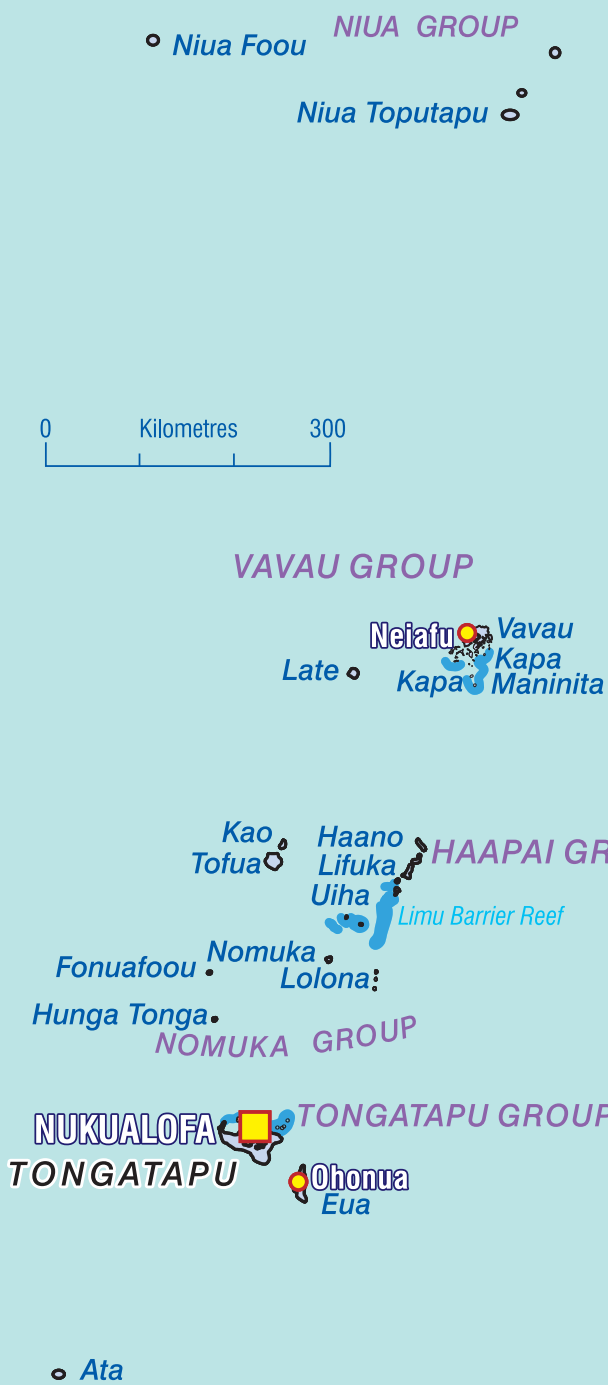 NIUA GROUP
Niua Foou
Niua Toputapu
0 Kilometres 300
VAVAU GROUP
Neiafu
Vavau
Kapa
Late
Kapa
Maninita
Kao
Haano
HAAPAI GR
Tofua
Lifuka
Uiha
Limu Barrier Reef
Nomuka
Fonuafoou
Lolona
Hunga Tonga
NOMUKA GROUP
NUKUALOFA
TONGATAPU GROUP
TONGATAPU
Ohonua
Eua
Ata